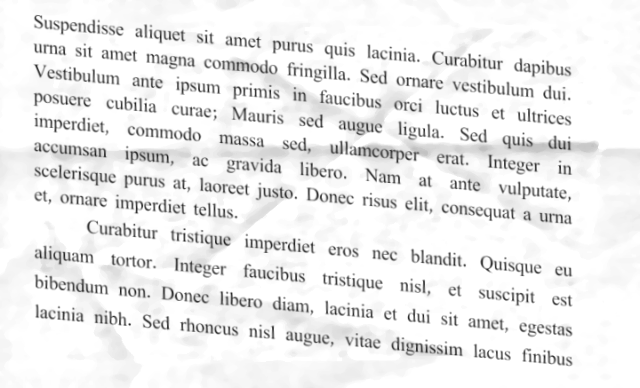 Suspendisse aliquet sit amet purus quis lacinia. Curabitur dapibus
urna sit amet magna commodo fringilla. Sed ornare vestibulum dui.
Vestibulum ante ipsum primis in faucibus orci luctus et ultrices
posuere cubilia curae; Mauris sed augue ligula. Sed quis dui
imperdiet, commodo massa sed, ullamcorper erat. Integer in
accumsan ipsum, ac gravida libero. Nam at ante vulputate,
scelerisque purus at, laoreet justo. Donec risus elit, consequat a urna
et, ornare imperdiet tellus.
Curabitur tristique imperdiet eros nec blandit. Quisque eu
aliquam tortor. Integer faucibus tristique nisl, et suscipit est
bibendum non. Donec libero diam, lacinia et dui sit amet, egestas
lacinia nibh. Sed rhoncus nisl augue, vitae dignissim lacus finibus